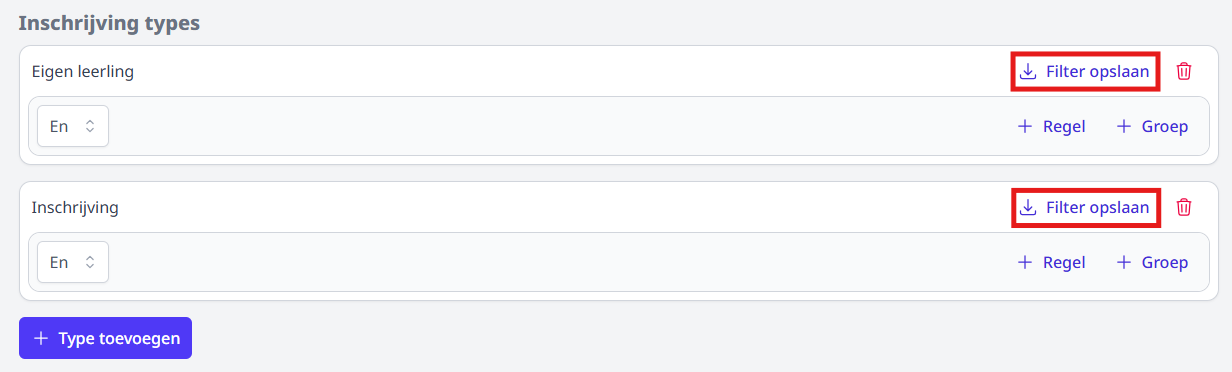 Inschrijving types
Eigen leerling
Filter opslaan
En
Regel
Groep
Inschrijving
Filter opslaan
En
Regel
Groep
Type toevoegen